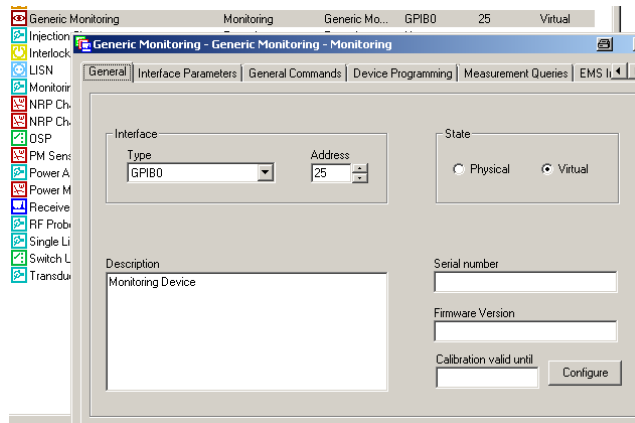 Generic Monitoring Monitoring Generic Mo... GPIB0 25 Virtual
Injection
Generic Monitoring - Generic Monitoring - Monitoring
Interlock
LISN
General Interface Parameters General Commands Device Programming Measurement Queries EMS
Monitorin
NRP Ch
NRP Ch
OSP
PM Sens
Power A
Power M
Receive
RF Prob
Single Li
Switch U
Transdu
Interface
Type Address
GPIB0 25
State
Physical Virtual
Description
Monitoring Device
Serial number
Firmware Version
Calibration valid until
Configure